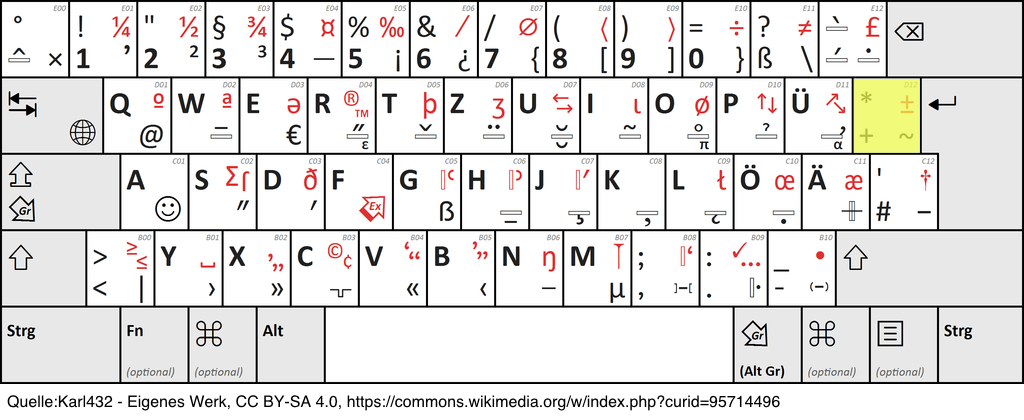 E00 E01 E02 E03 E04 E05 E06 E07 E08 E09 E10 E11 E12
° ! ¼ " ½ § ¾ $ ¤ % ‰ & ⁄ / ∅ ( ⟨ ) ⟩ = ÷ ? ≠ ` £
^ × 1 ’ 2 ² 3 ³ 4 — 5 ¡ 6 ¿ 7 { 8 [ 9 ] 0 } ß \ ´ ˙
D01 D02 D03 D04 D05 D06 D07 D08 D09 D10 D11 D12
Q º W ª E ə R ® ™ T þ Z ʒ U ⇆ I ɩ O ø P ↑↓ Ü * ±
@ ¯ € ˝ ε ˇ ¨ ˘ ~ ° π ̉ ̛ α + ~
C01 C02 C03 C04 C05 C06 C07 C08 C09 C10 C11 C12
A S Σ ʃ D ð F G H J K L ł Ö œ Ä æ ' †
☺ ″ ′ Ex ß # −
B00 B01 B02 B03 B04 B05 B06 B07 B08 B09 B10
> ≥ ≤ Y ␣ X ‚„ C © ¢ V ‘“ B ’” N ŋ M ; : ✓… _ •
< | › » « ‹ – µ , ]–[ . - (–)
Strg Fn ⌘ Alt Gr ⌘ Strg
(optional) (optional) (Alt Gr) (optional) (optional)
Quelle:Karl432 - Eigenes Werk, CC BY-SA 4.0, https://commons.wikimedia.org/w/index.php?curid=95714496